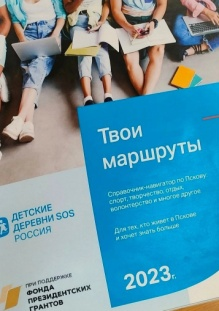 Твои
маршруты
Справочник-навигатор по Пскову:
спорт, творчество, отдых,
волонтерство и многое другое
Для тех, кто живет в Пскове
и хочет знать больше
ДЕТСКИЕ
ДЕРЕВНИ SOS
РОССИЯ
ПРИ ПОДДЕРЖКЕ
ФОНДА
ПРЕЗИДЕНТСКИХ
ГРАНТОВ
2023г.